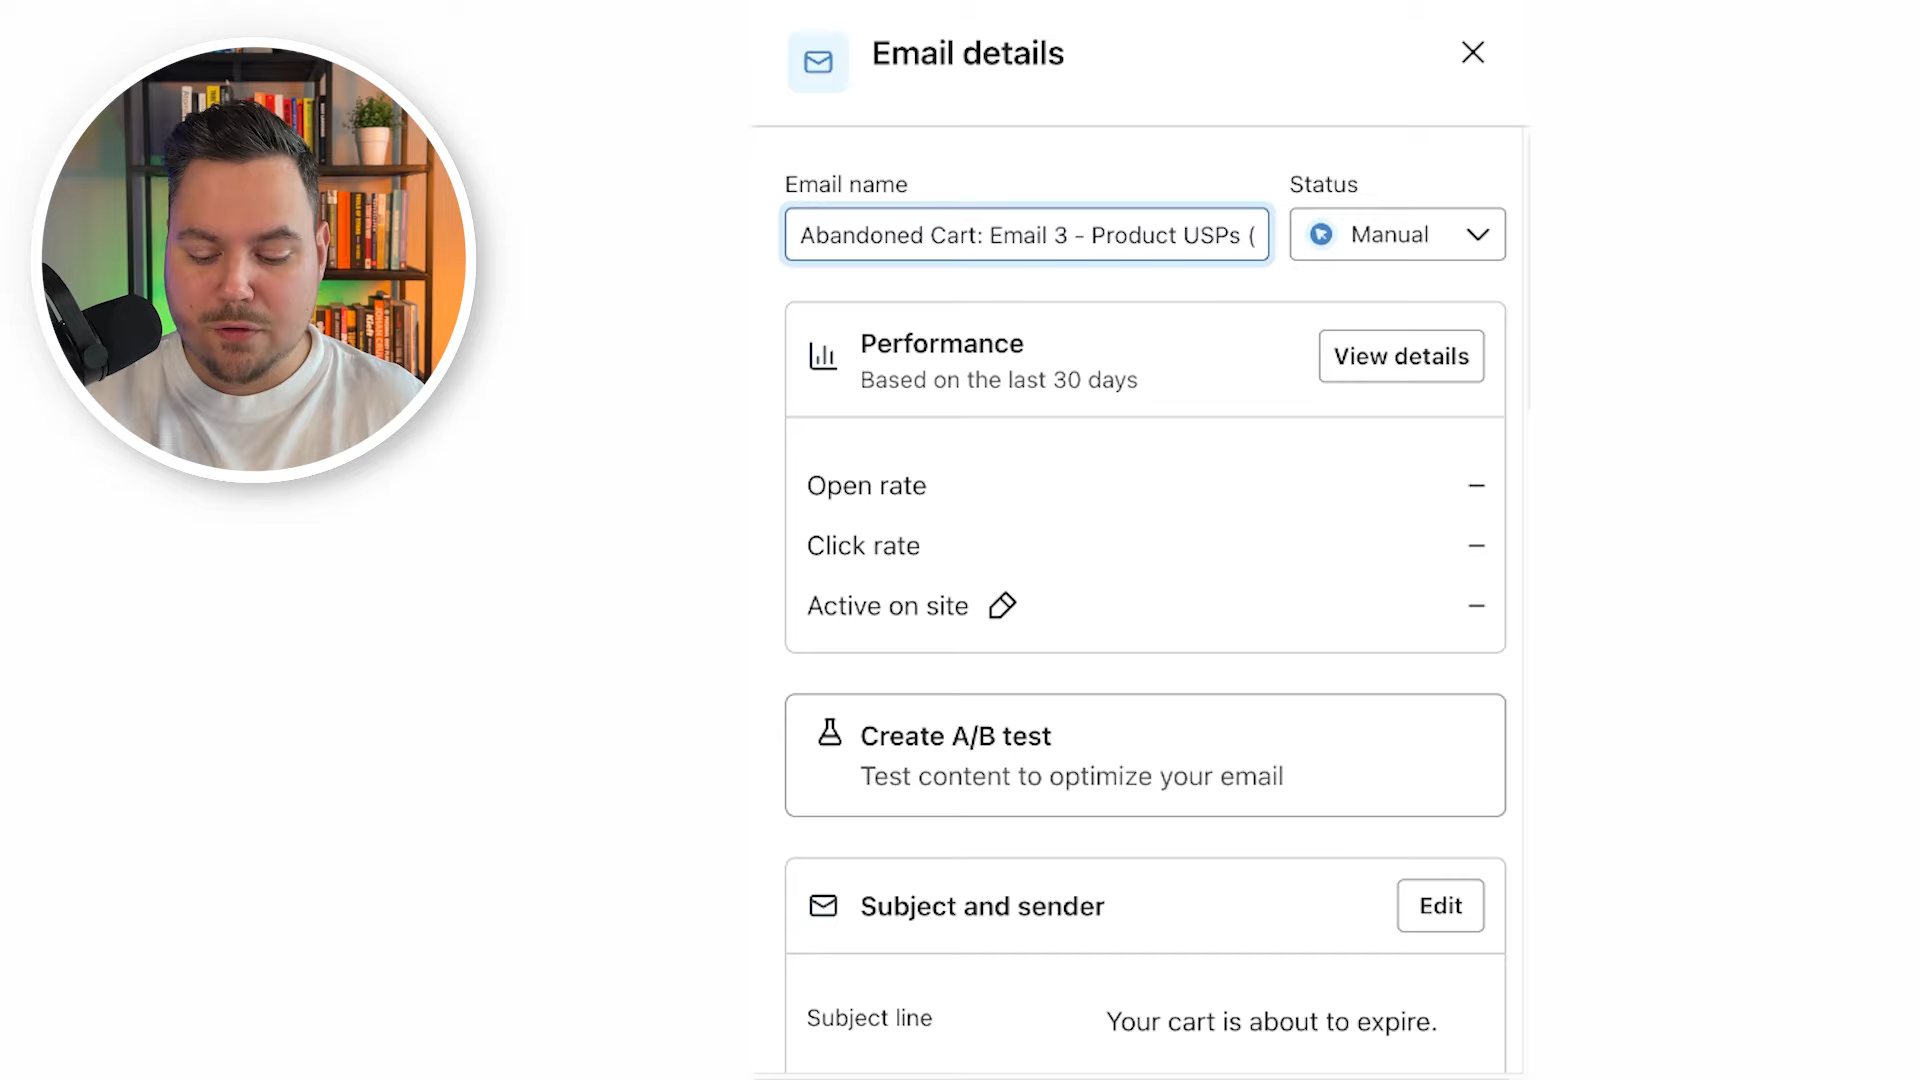 Email details
Email name
Status
Abandoned Cart: Email 3 - Product USPs (
Manual
Performance
View details
Based on the last 30 days
Open rate –
Click rate –
Active on site –
Create A/B test
Test content to optimize your email
Subject and sender
Edit
Subject line
Your cart is about to expire.